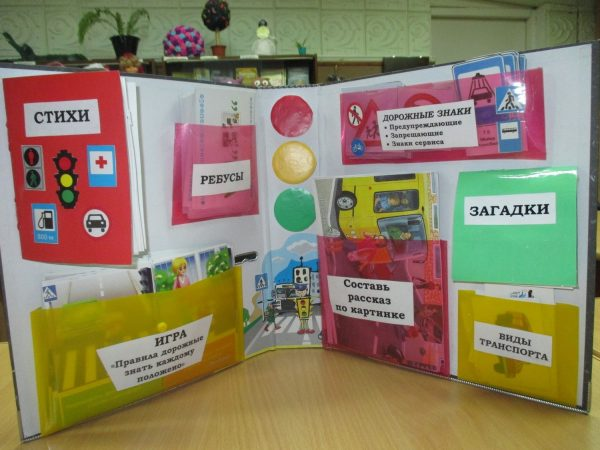 СТИХИ
500 м
РЕБУСЫ
ИГРА
«Правила дорожные
знать каждому
положено»
ДОРОЖНЫЕ ЗНАКИ
• Предупреждающие
• Запрещающие
• Знаки сервиса
Составь
рассказ
по картинке
ЗАГАДКИ
ВИДЫ
ТРАНСПОРТА